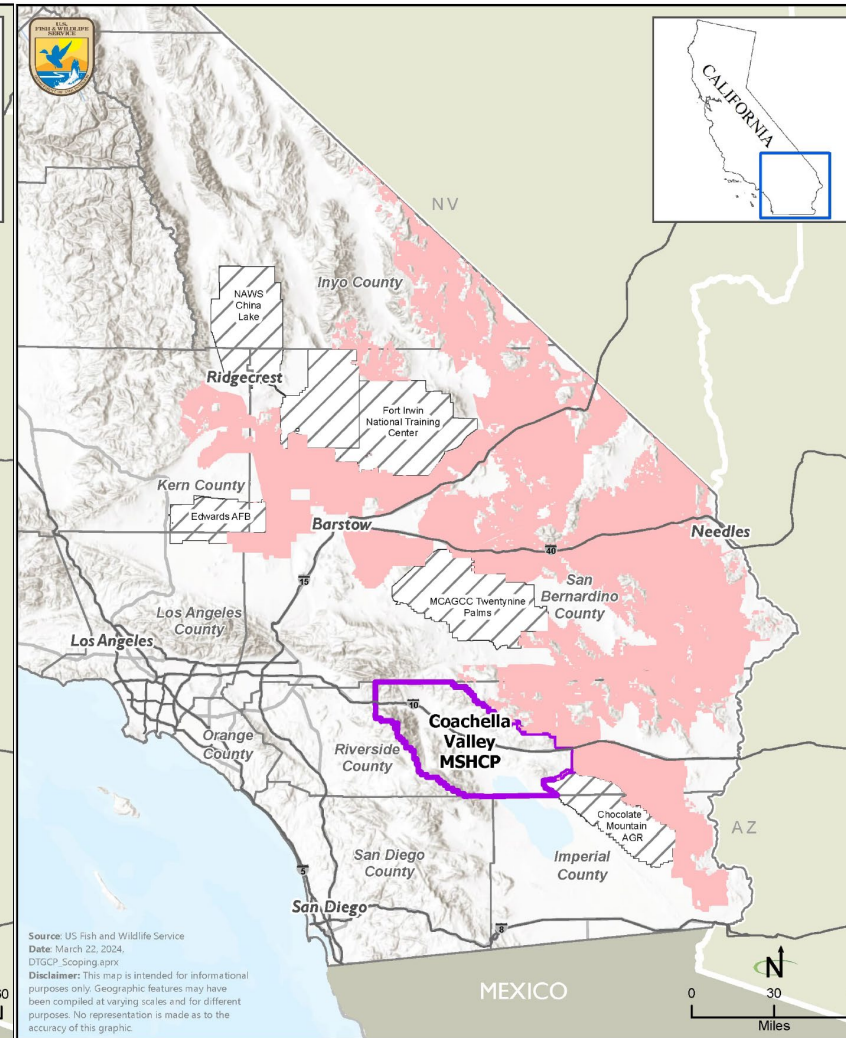 U.S.
FISH & WILDLIFE
SERVICE
CALIFORNIA
NV
Inyo County
NAWS
China
Lake
Ridgecrest
Fort Irwin
National Training
Center
Kern County
Edwards AFB
Barstow
Needles
40
15
MCAGCC Twentynine
Palms
San
Bernardino
County
Los Angeles
County
Los Angeles
10
Coachella
Valley
MSHCP
Orange
County
Riverside
County
Chocolate
Mountain
AGR
AZ
San Diego
County
Imperial
County
5
San Diego
8
Source: US Fish and Wildlife Service
Date: March 22, 2024,
DTGCP_Scoping.aprx
Disclaimer: This map is intended for informational
purposes only. Geographic features may have
been compiled at varying scales and for different
purposes. No representation is made as to the
accuracy of this graphic.
MEXICO
N
0 30
Miles